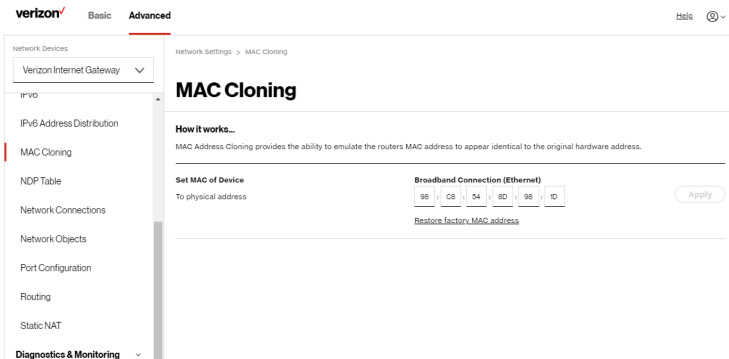 verizon
Basic
Advanced
Help
Network Devices
Verizon Internet Gateway
IPv6
IPv6 Address Distribution
MAC Cloning
NDP Table
Network Connections
Network Objects
Port Configuration
Routing
Static NAT
Diagnostics & Monitoring
Network Settings > MAC Cloning
MAC Cloning
How it works...
MAC Address Cloning provides the ability to emulate the routers MAC address to appear identical to the original hardware address.
Set MAC of Device
Broadband Connection (Ethernet)
To physical address
98 : C8 : 54 : 8D : 98 : 1D
Apply
Restore factory MAC address